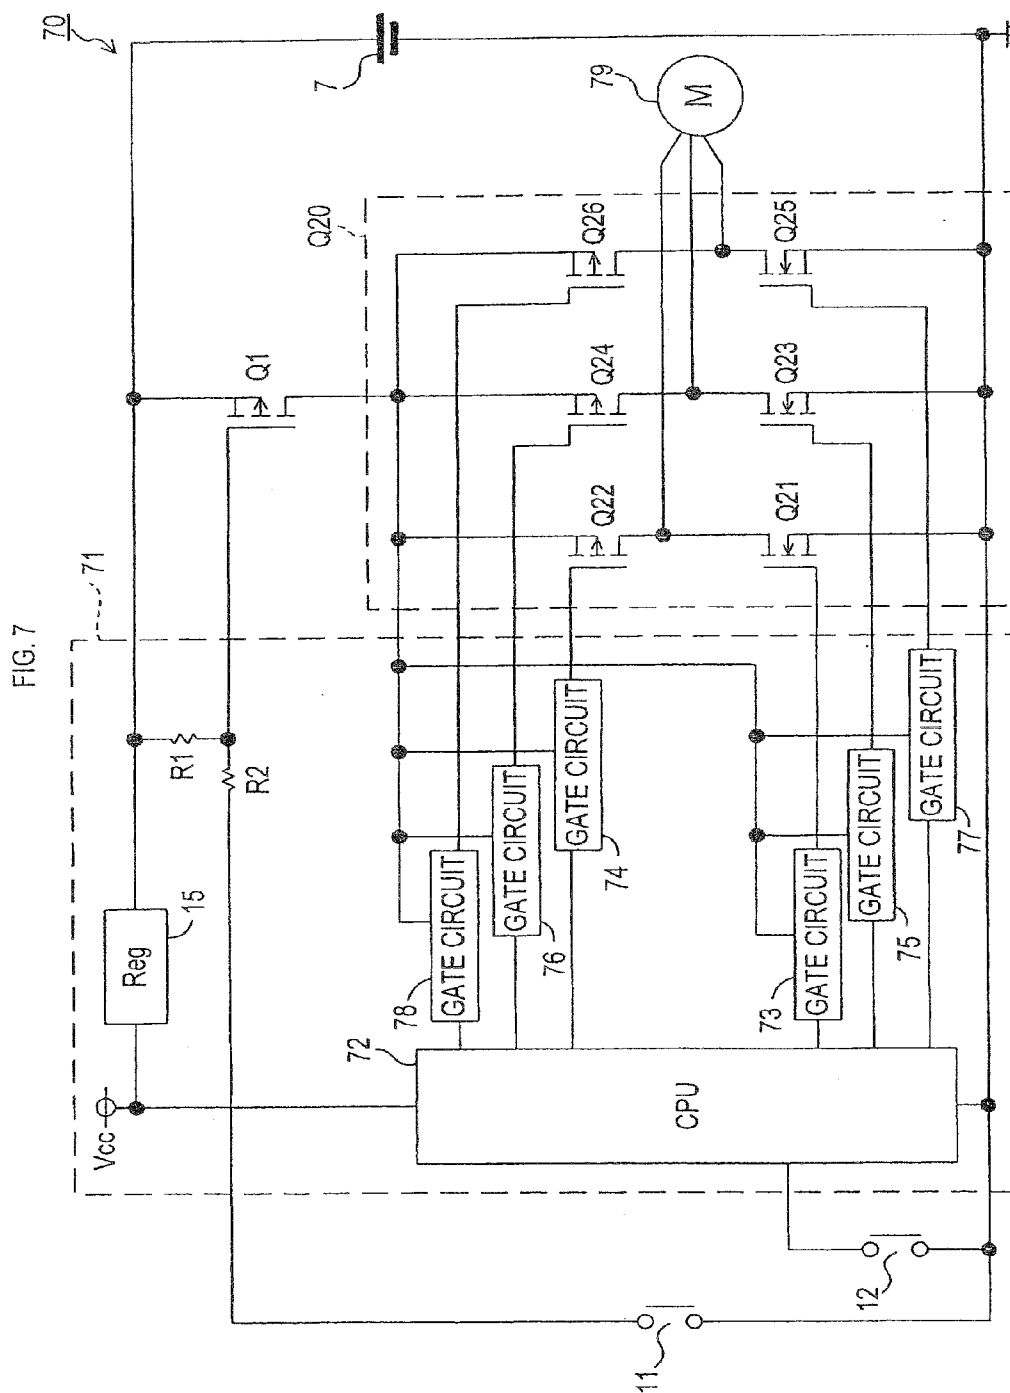 FIG. 7
70
71
Vcc
Reg
15
R1
R2
Q1
7
Q20
79
M
72
CPU
78
GATE CIRCUIT
76
GATE CIRCUIT
74
GATE CIRCUIT
73
GATE CIRCUIT
75
GATE CIRCUIT
77
GATE CIRCUIT
Q22
Q24
Q26
Q21
Q23
Q25
11
12